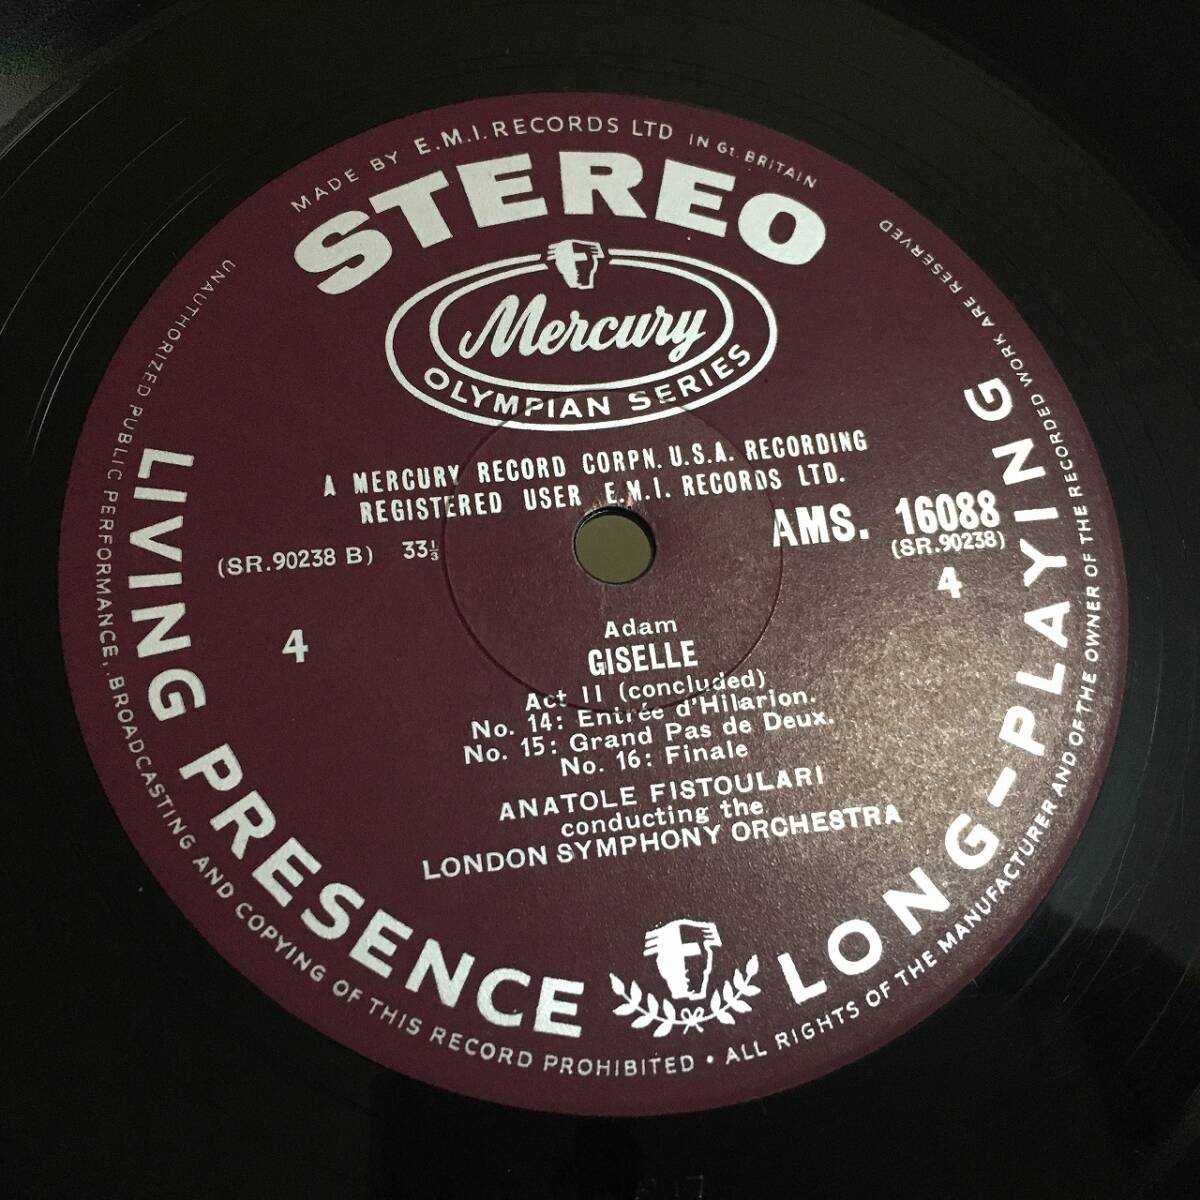 MADE BY E.M.I. RECORDS LTD IN Gt. BRITAIN
STEREO
Mercury
OLYMPIAN SERIES
A MERCURY RECORD CORPN. U.S.A. RECORDING
REGISTERED USER E.M.I. RECORDS LTD.
AMS. 16088
(SR.90238)
(SR.90238 B) 33⅓
4
4
Adam
GISELLE
Act II (concluded)
No. 14: Entrée d'Hilarion.
No. 15: Grand Pas de Deux.
No. 16: Finale
ANATOLE FISTOULARI
conducting the
LONDON SYMPHONY ORCHESTRA
LIVING PRESENCE
LONG-PLAYING
UNAUTHORIZED PUBLIC PERFORMANCE, BROADCASTING AND COPYING OF THIS RECORD PROHIBITED • ALL RIGHTS OF THE MANUFACTURER AND OF THE OWNER OF THE RECORDED WORK ARE RESERVED